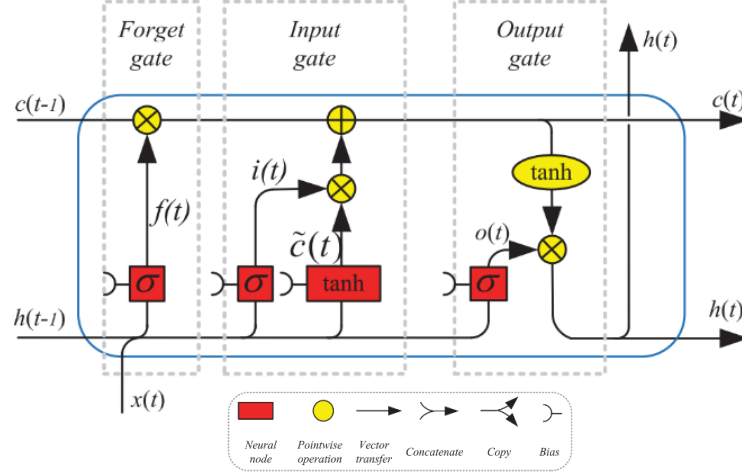 Forget
gate
Input
gate
Output
gate
h(t)
c(t-1)
c(t)
tanh
i(t)
f(t)
c̃(t)
o(t)
σ
σ
tanh
σ
h(t-1)
h(t)
x(t)
Neural
node
Pointwise
operation
Vector
transfer
Concatenate
Copy
Bias